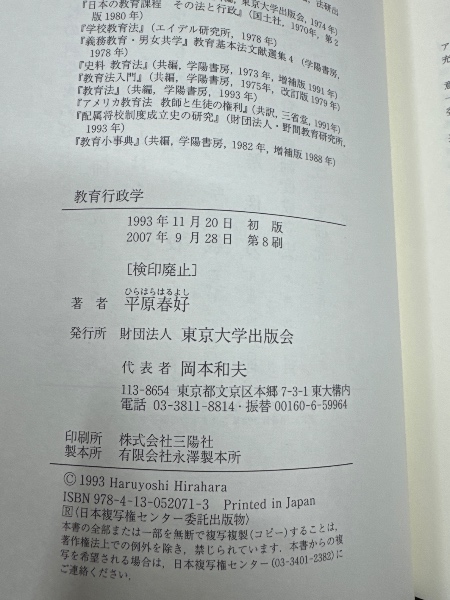 東京大学出版会, 1974年)
『日本の教育課程 その法と行政』(国土社, 1970年, 第2
版1980年)
『学校教育法』(エイデル研究所, 1978年)
『義務教育・男女共学』教育基本法文献選集4 (学陽書房,
1978年)
『史料 教育法』(共編, 学陽書房, 1973年, 増補版1991年)
『教育法入門』(共編, 学陽書房, 1975年, 改訂版1979年)
『教育法』(共編, 学陽書房, 1993年)
『アメリカ教育法 教師と生徒の権利』(共訳, 三省堂, 1991年)
『配属将校制度成立史の研究』(財団法人・野間教育研究所,
1993年)
『教育小事典』(共編, 学陽書房, 1982年, 増補版1988年)
教育行政学
1993年11月20日 初版
2007年9月28日 第8刷
[検印廃止]
ひらはらはるよし
著者 平原春好
発行所 財団法人 東京大学出版会
代表者 岡本和夫
113-8654 東京都文京区本郷7-3-1東大構内
電話 03-3811-8814・振替00160-6-59964
印刷所 株式会社三陽社
製本所 有限会社永澤製本所
© 1993 Haruyoshi Hirahara
ISBN 978-4-13-052071-3 Printed in Japan
Ⓡ〈日本複写権センター委託出版物〉
本書の全部または一部を無断で複写複製(コピー)することは,
著作権法上での例外を除き, 禁じられています. 本書からの複
写を希望される場合は, 日本複写権センター(03-3401-2382)に
ご連絡ください.